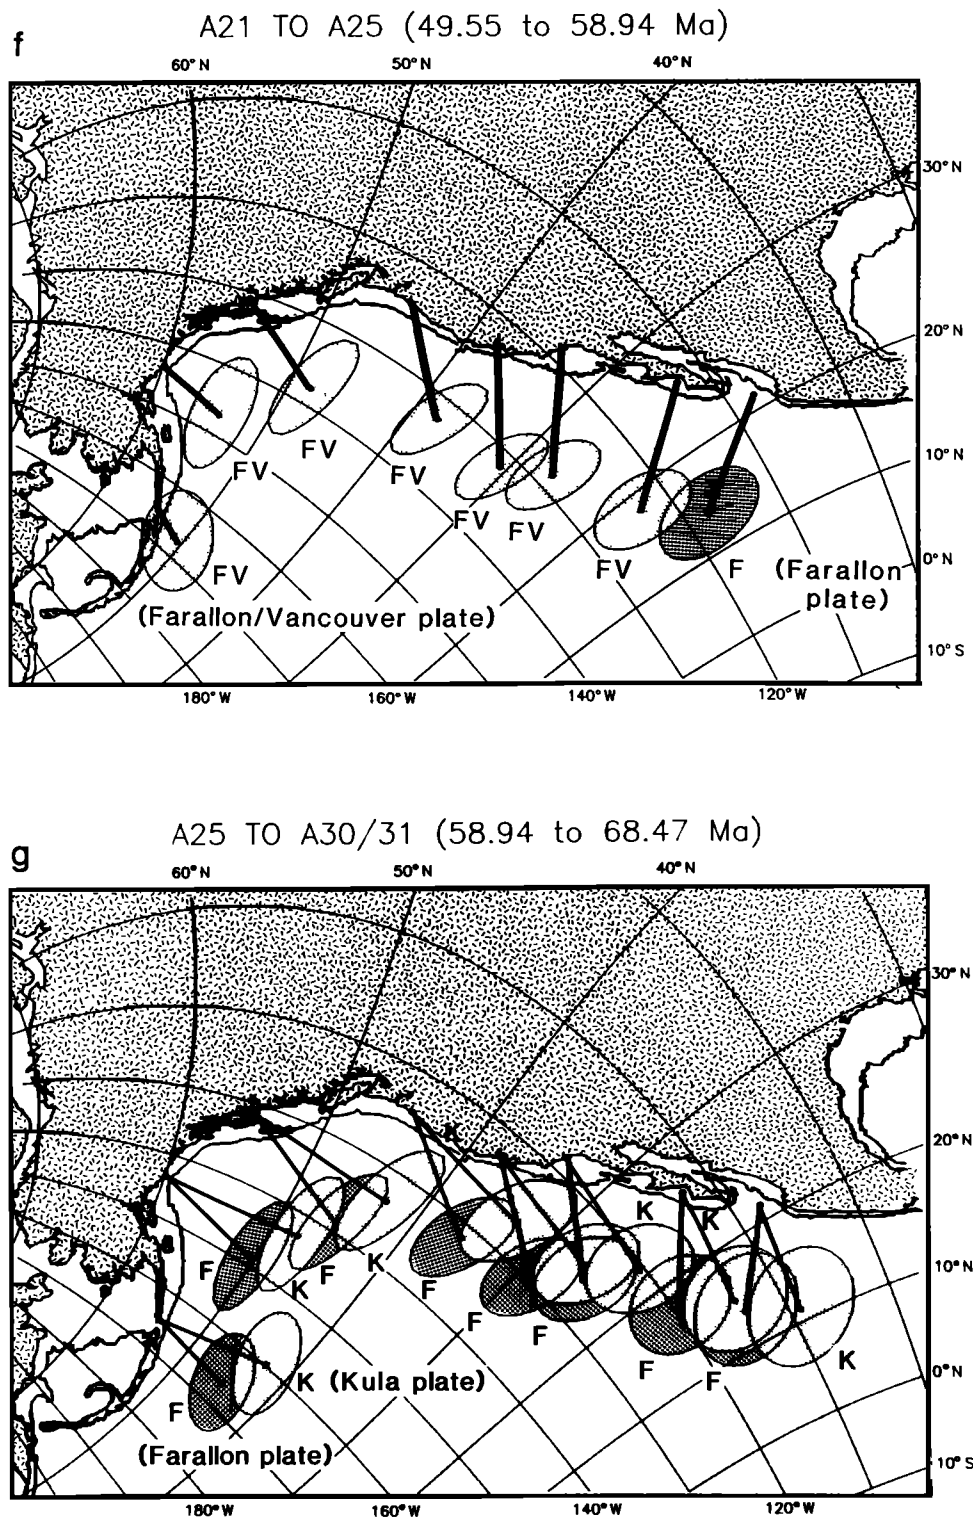 f
A21 TO A25 (49.55 to 58.94 Ma)
60°N
50°N
40°N
30°N
20°N
10°N
0°N
10°S
FV
FV
FV
FV
FV
FV
F
FV
(Farallon
plate)
(Farallon/Vancouver plate)
180°W
160°W
140°W
120°W
g
A25 TO A30/31 (58.94 to 68.47 Ma)
60°N
50°N
40°N
30°N
20°N
10°N
0°N
10°S
K
K
K
F
K
F
K
F
F
F
F
F
K
F
K (Kula plate)
(Farallon plate)
180°W
160°W
140°W
120°W